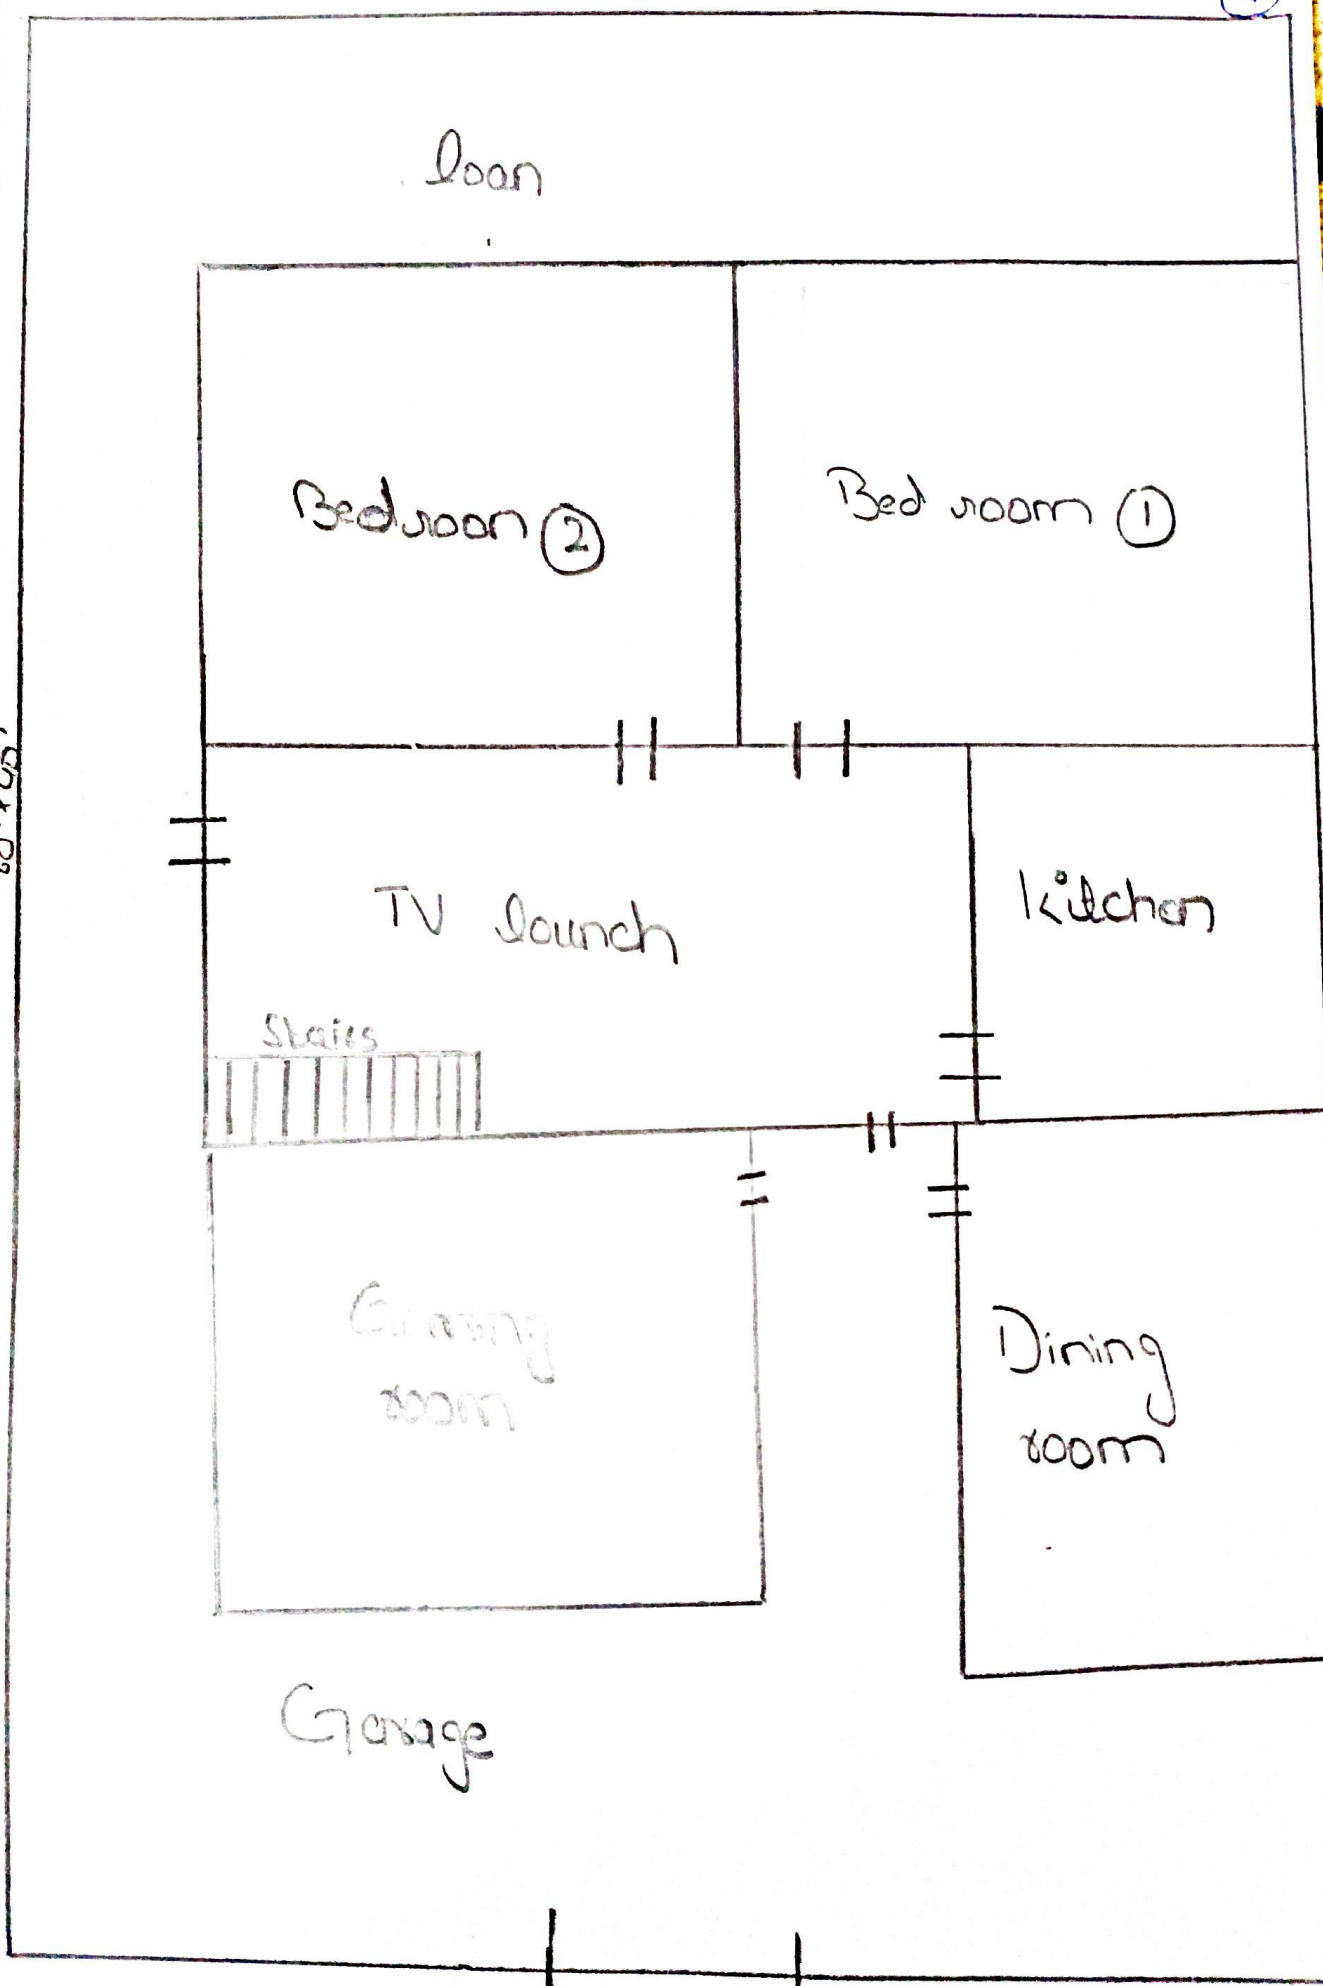 loan
Bedroon 2
Bed room 1
TV lounch
kitchen
Stairs
room
Dining
room
Garage